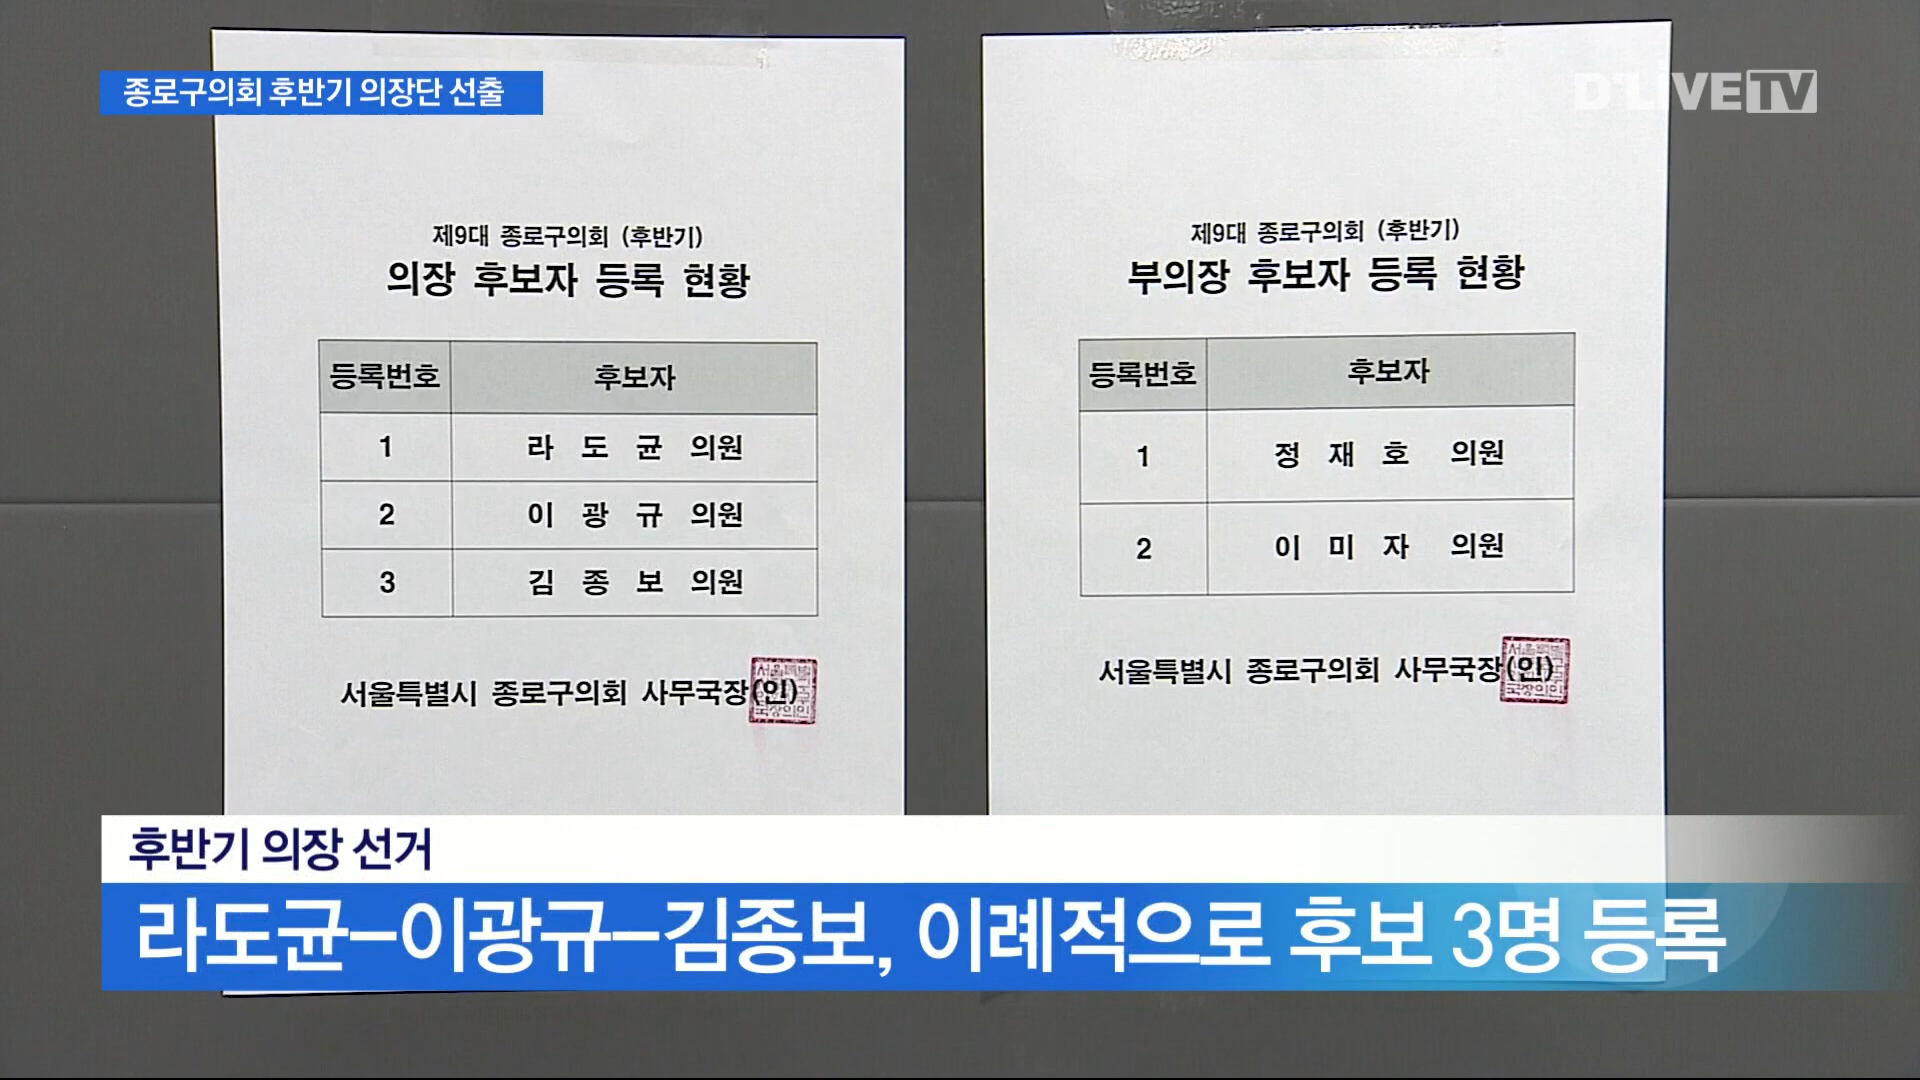 종로구의회 후반기 의장단 선출
D'LIVE TV
제9대 종로구의회 (후반기)
의장 후보자 등록 현황
등록번호 후보자
1 라 도 균 의원
2 이 광 규 의원
3 김 종 보 의원
서울특별시 종로구의회 사무국장(인)
제9대 종로구의회 (후반기)
부의장 후보자 등록 현황
등록번호 후보자
1 정 재 호 의원
2 이 미 자 의원
서울특별시 종로구의회 사무국장(인)
후반기 의장 선거
라도균-이광규-김종보, 이례적으로 후보 3명 등록